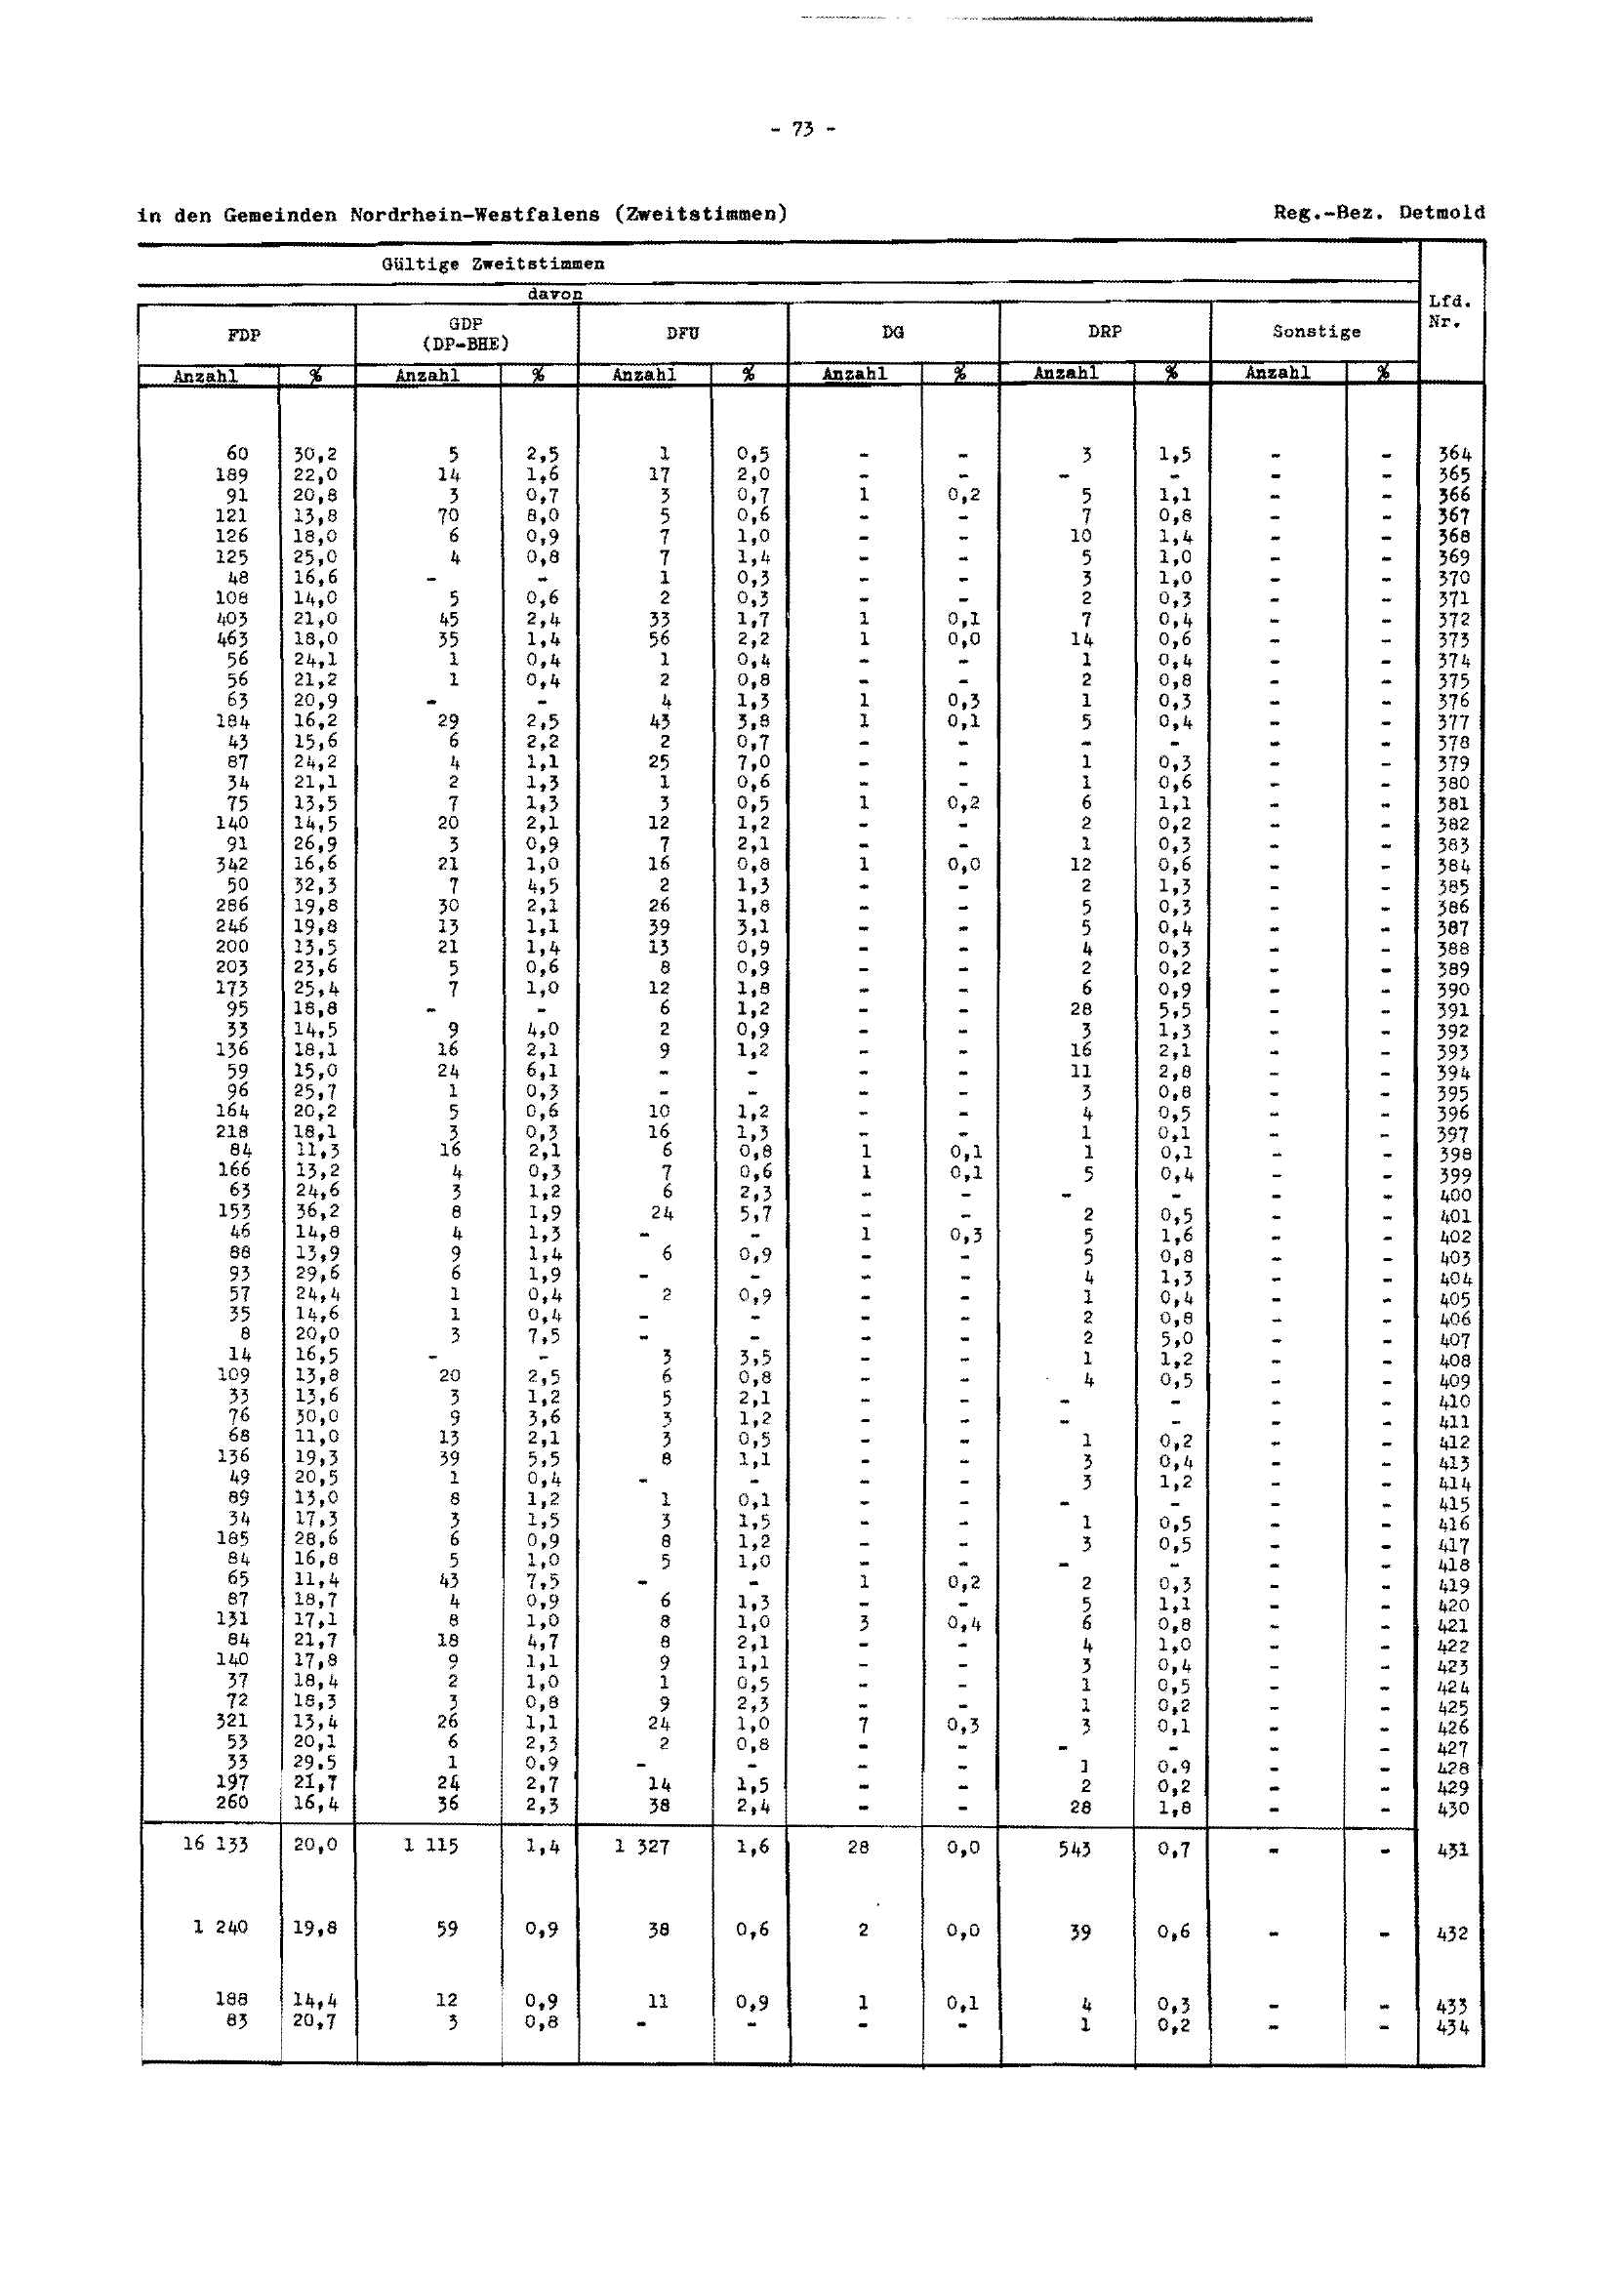 - 73 -
in den Gemeinden Nordrhein-Westfalens (Zweitstimmen) Reg.-Bez. Detmold
Gültige Zweitstimmen
davon
Lfd. Nr.
FDP GDP (DP-BHE) DFU DG DRP Sonstige
Anzahl % Anzahl % Anzahl % Anzahl % Anzahl % Anzahl %
60 30,2 5 2,5 1 0,5 - - 3 1,5 - - 364
189 22,0 14 1,6 17 2,0 - - - - - - 365
91 20,8 3 0,7 3 0,7 1 0,2 5 1,1 - - 366
121 13,8 70 8,0 5 0,6 - - 7 0,8 - - 367
126 18,0 6 0,9 7 1,0 - - 10 1,4 - - 368
125 25,0 4 0,8 7 1,4 - - 5 1,0 - - 369
48 16,6 - - 1 0,3 - - 3 1,0 - - 370
108 14,0 5 0,6 2 0,3 - - 2 0,3 - - 371
403 21,0 45 2,4 33 1,7 1 0,1 7 0,4 - - 372
463 18,0 35 1,4 56 2,2 1 0,0 14 0,6 - - 373
56 24,1 1 0,4 1 0,4 - - 1 0,4 - - 374
56 21,2 1 0,4 2 0,8 - - 2 0,8 - - 375
63 20,9 - - 4 1,3 1 0,3 1 0,3 - - 376
184 16,2 29 2,5 43 3,8 1 0,1 5 0,4 - - 377
43 15,6 6 2,2 2 0,7 - - - - - - 378
87 24,2 4 1,1 25 7,0 - - 1 0,3 - - 379
34 21,1 2 1,3 1 0,6 - - 1 0,6 - - 380
75 13,5 7 1,3 3 0,5 1 0,2 6 1,1 - - 381
140 14,5 20 2,1 12 1,2 - - 2 0,2 - - 382
91 26,9 3 0,9 7 2,1 - - 1 0,3 - - 383
342 16,6 21 1,0 16 0,8 1 0,0 12 0,6 - - 384
50 32,3 7 4,5 2 1,3 - - 2 1,3 - - 385
286 19,8 30 2,1 26 1,8 - - 5 0,3 - - 386
246 19,8 13 1,1 39 3,1 - - 5 0,4 - - 387
200 13,5 21 1,4 13 0,9 - - 4 0,3 - - 388
203 23,6 5 0,6 8 0,9 - - 2 0,2 - - 389
173 25,4 7 1,0 12 1,8 - - 6 0,9 - - 390
95 18,8 - - 6 1,2 - - 28 5,5 - - 391
33 14,5 9 4,0 2 0,9 - - 3 1,3 - - 392
136 18,1 16 2,1 9 1,2 - - 16 2,1 - - 393
59 15,0 24 6,1 - - - - 11 2,8 - - 394
96 25,7 1 0,3 - - - - 3 0,8 - - 395
164 20,2 5 0,6 10 1,2 - - 4 0,5 - - 396
218 18,1 3 0,3 16 1,3 - - 1 0,1 - - 397
84 11,3 16 2,1 6 0,8 1 0,1 1 0,1 - - 398
166 13,2 4 0,3 7 0,6 1 0,1 5 0,4 - - 399
63 24,6 3 1,2 6 2,3 - - - - - - 400
153 36,2 8 1,9 24 5,7 - - 2 0,5 - - 401
46 14,8 4 1,3 - - 1 0,3 5 1,6 - - 402
88 13,9 9 1,4 6 0,9 - - 5 0,8 - - 403
93 29,6 6 1,9 - - - - 4 1,3 - - 404
57 24,4 1 0,4 2 0,9 - - 1 0,4 - - 405
35 14,6 1 0,4 - - - - 2 0,8 - - 406
8 20,0 3 7,5 - - - - 2 5,0 - - 407
14 16,5 - - 3 3,5 - - 1 1,2 - - 408
109 13,8 20 2,5 6 0,8 - - 4 0,5 - - 409
33 13,6 3 1,2 5 2,1 - - - - - - 410
76 30,0 9 3,6 3 1,2 - - - - - - 411
68 11,0 13 2,1 3 0,5 - - 1 0,2 - - 412
136 19,3 39 5,5 8 1,1 - - 3 0,4 - - 413
49 20,5 1 0,4 - - - - 3 1,2 - - 414
89 13,0 8 1,2 1 0,1 - - - - - - 415
34 17,3 3 1,5 3 1,5 - - 1 0,5 - - 416
185 28,6 6 0,9 8 1,2 - - 3 0,5 - - 417
84 16,8 5 1,0 5 1,0 - - - - - - 418
65 11,4 43 7,5 - - 1 0,2 2 0,3 - - 419
87 18,7 4 0,9 6 1,3 - - 5 1,1 - - 420
131 17,1 8 1,0 8 1,0 3 0,4 6 0,8 - - 421
84 21,7 18 4,7 8 2,1 - - 4 1,0 - - 422
140 17,8 9 1,1 9 1,1 - - 3 0,4 - - 423
37 18,4 2 1,0 1 0,5 - - 1 0,5 - - 424
72 18,3 3 0,8 9 2,3 - - 1 0,2 - - 425
321 13,4 26 1,1 24 1,0 7 0,3 3 0,1 - - 426
53 20,1 6 2,3 2 0,8 - - - - - - 427
33 29.5 1 0.9 - - - - 1 0.9 - - 428
197 21,7 24 2,7 14 1,5 - - 2 0,2 - - 429
260 16,4 36 2,3 38 2,4 - - 28 1,8 - - 430
16 133 20,0 1 115 1,4 1 327 1,6 28 0,0 543 0,7 - - 431
1 240 19,8 59 0,9 38 0,6 2 0,0 39 0,6 - - 432
188 14,4 12 0,9 11 0,9 1 0,1 4 0,3 - - 433
83 20,7 3 0,8 - - - - 1 0,2 - - 434